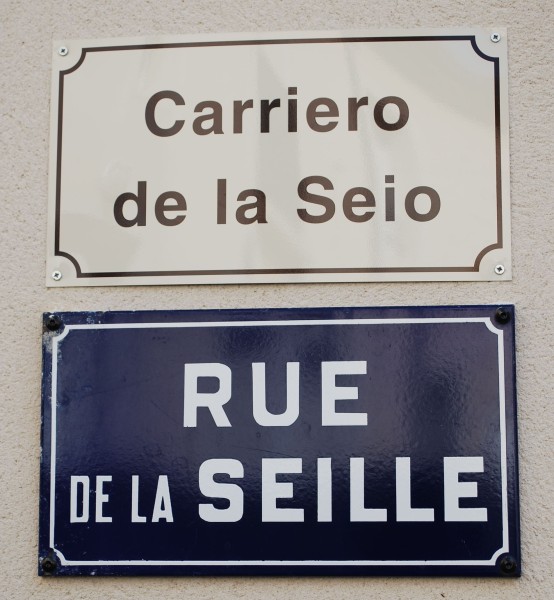 Carriero
de la Seio
RUE
DE LA SEILLE